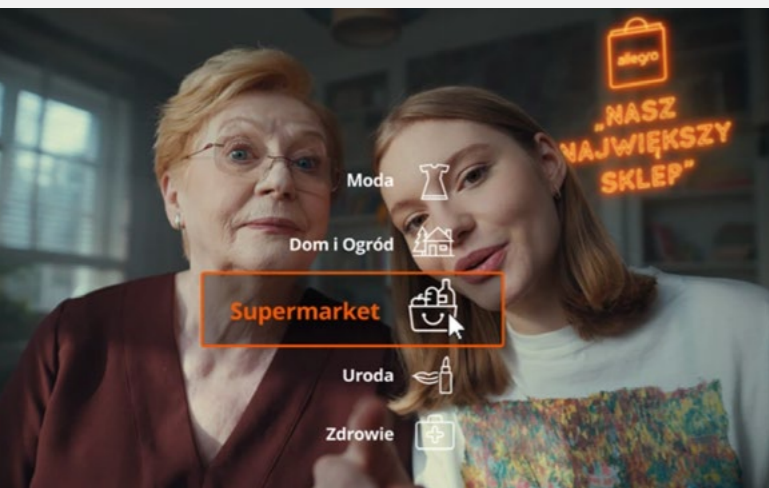 allegro
„NASZ
NAJWIĘKSZY
SKLEP”
Moda
Dom i Ogród
Supermarket
Uroda
Zdrowie